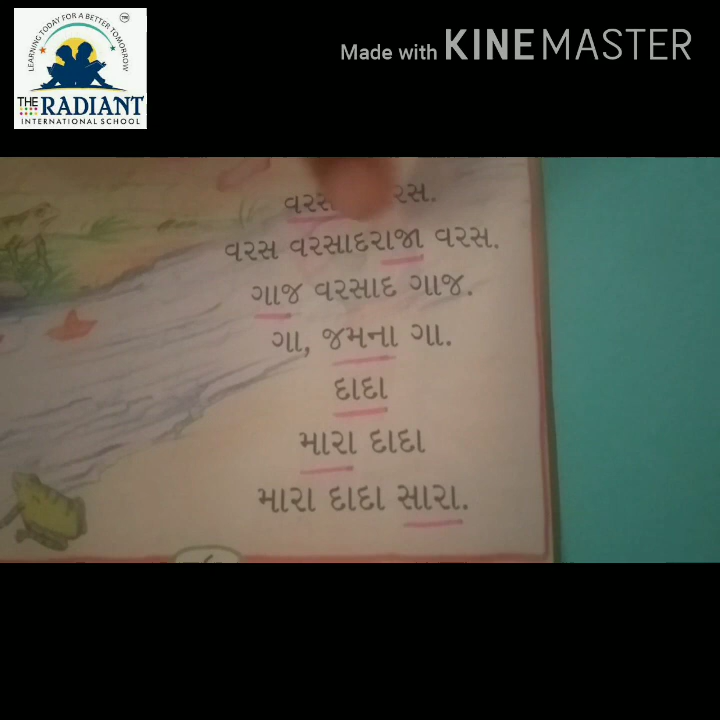 LEARNING TODAY FOR A BETTER TOMORROW
THE RADIANT
INTERNATIONAL SCHOOL
Made with KINEMASTER
વરસ વરસાદરાજા વરસ.
ગાજ વરસાદ ગાજ.
ગા, જમના ગા.
દાદા
મારા દાદા
મારા દાદા સારા.